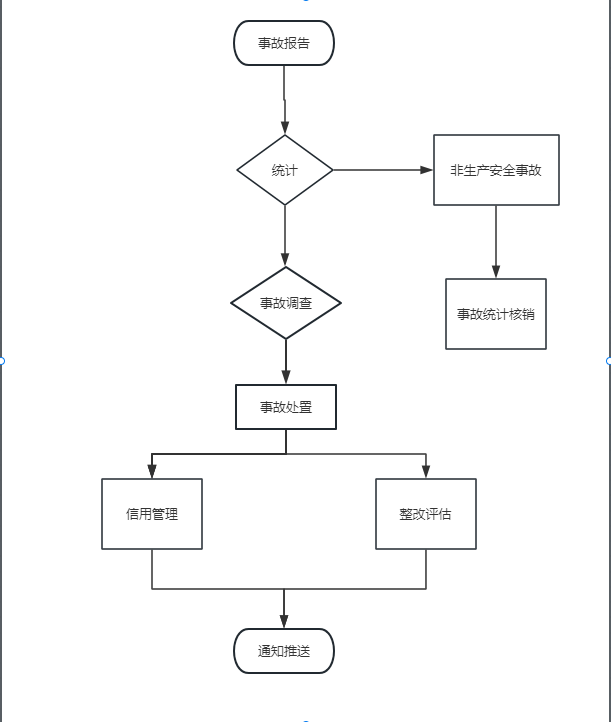 事故报告
统计
非生产安全事故
事故调查
事故统计核销
事故处置
信用管理
整改评估
通知推送